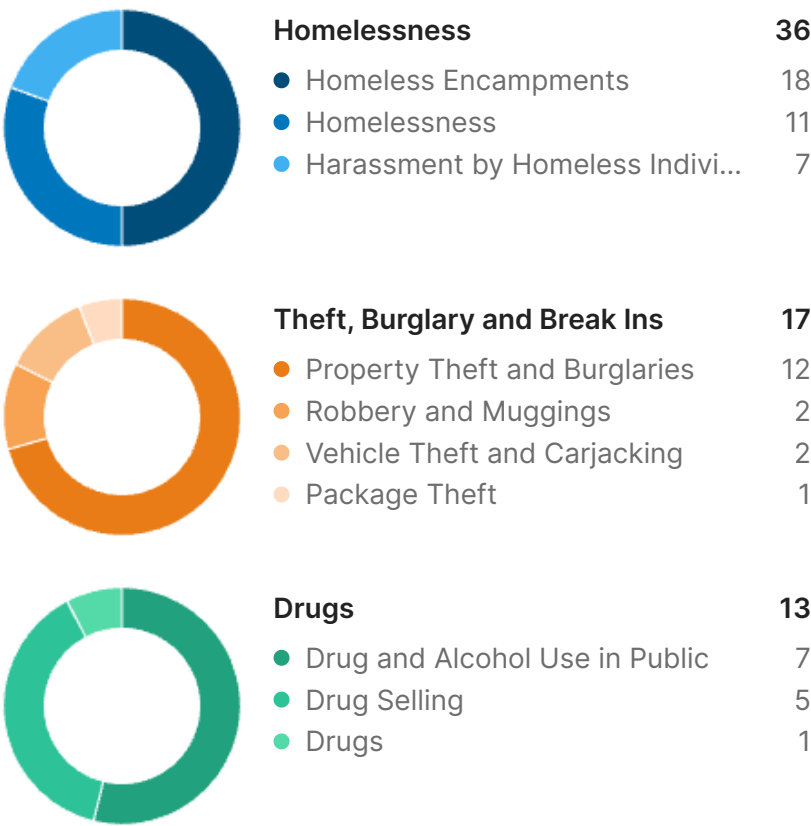 Homelessness 36
Homeless Encampments 18
Homelessness 11
Harassment by Homeless Indivi... 7
Theft, Burglary and Break Ins 17
Property Theft and Burglaries 12
Robbery and Muggings 2
Vehicle Theft and Carjacking 2
Package Theft 1
Drugs 13
Drug and Alcohol Use in Public 7
Drug Selling 5
Drugs 1